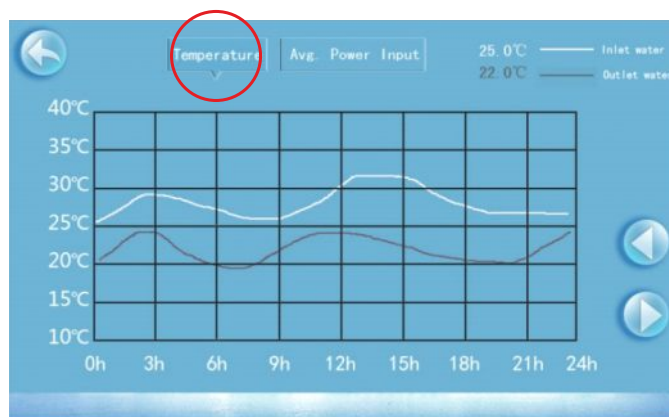 Temperature
Avg. Power Input
25.0℃ Inlet water
22.0℃ Outlet water
40℃
35℃
30℃
25℃
20℃
15℃
10℃
0h 3h 6h 9h 12h 15h 18h 21h 24h